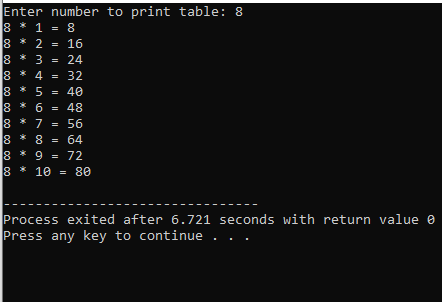 Enter number to print table: 8
8 * 1 = 8
8 * 2 = 16
8 * 3 = 24
8 * 4 = 32
8 * 5 = 40
8 * 6 = 48
8 * 7 = 56
8 * 8 = 64
8 * 9 = 72
8 * 10 = 80
--------------------------------
Process exited after 6.721 seconds with return value 0
Press any key to continue . . .